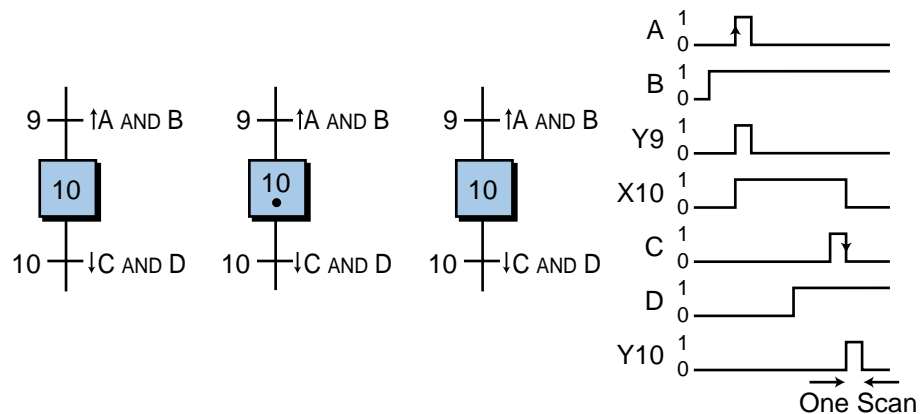 9 ↑A AND B
10
10 ↓C AND D
9 ↑A AND B
10
10 ↓C AND D
9 ↑A AND B
10
10 ↓C AND D
A 1
0
B 1
0
Y9 1
0
X10 1
0
C 1
0
D 1
0
Y10 1
0
One Scan